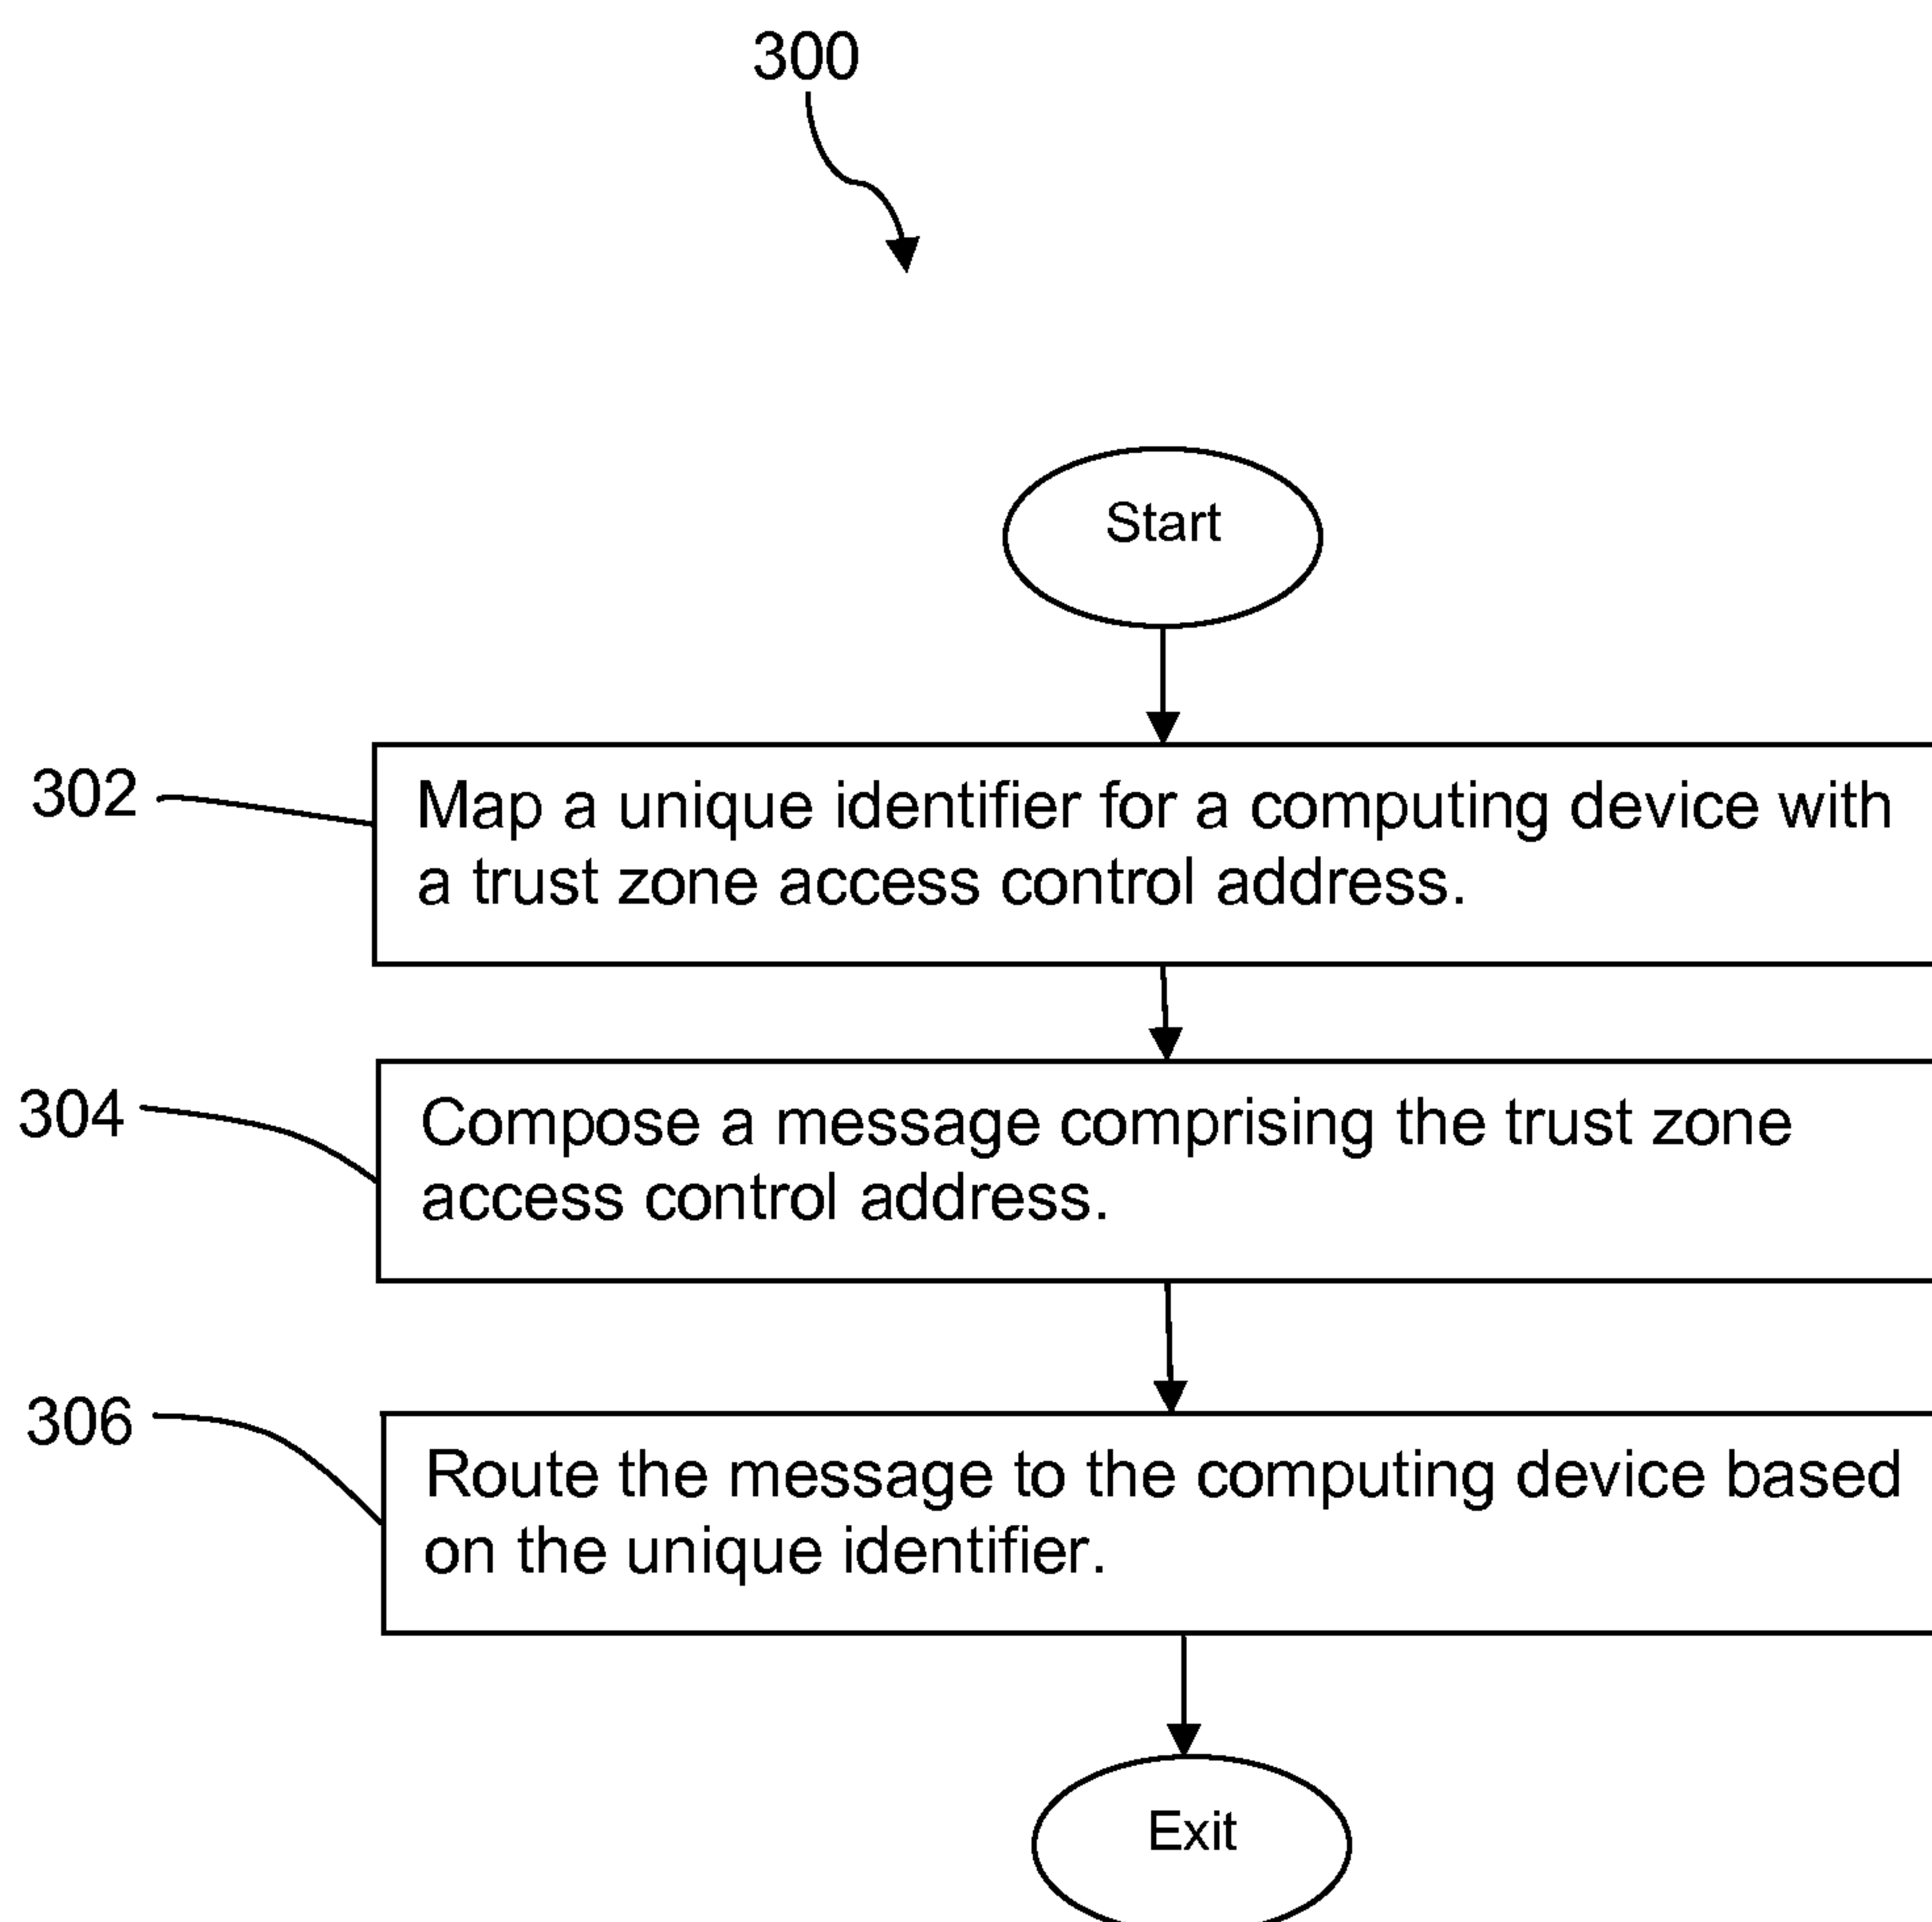 300
Start
302
Map a unique identifier for a computing device with
a trust zone access control address.
304
Compose a message comprising the trust zone
access control address.
306
Route the message to the computing device based
on the unique identifier.
Exit